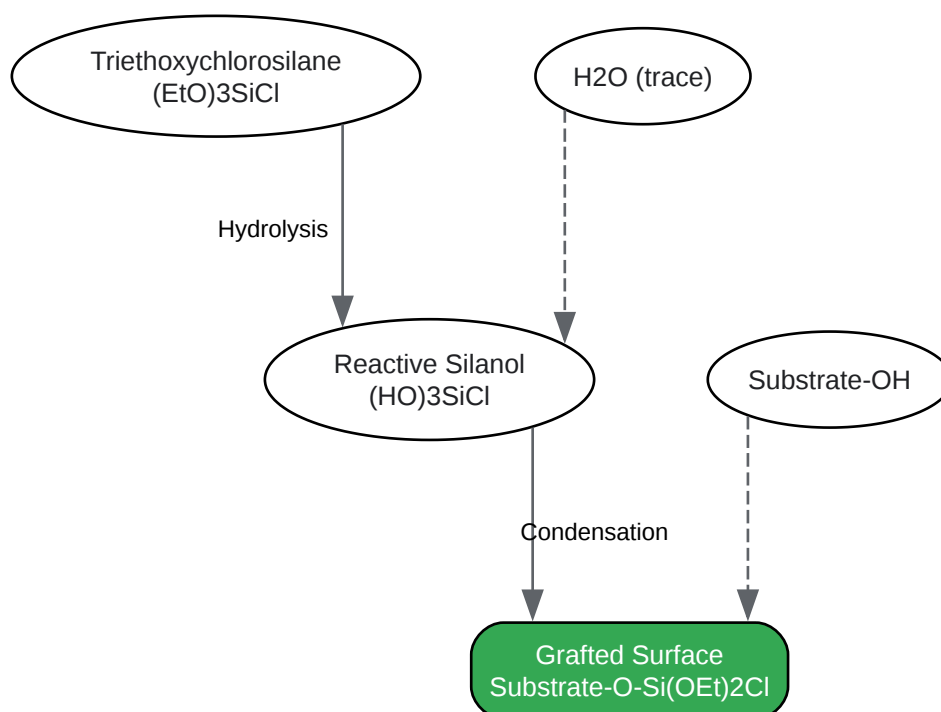 Triethoxychlorosilane
(EtO)3SiCl
H2O (trace)
Hydrolysis
Reactive Silanol
(HO)3SiCl
Substrate-OH
Condensation
Grafted Surface
Substrate-O-Si(OEt)2Cl